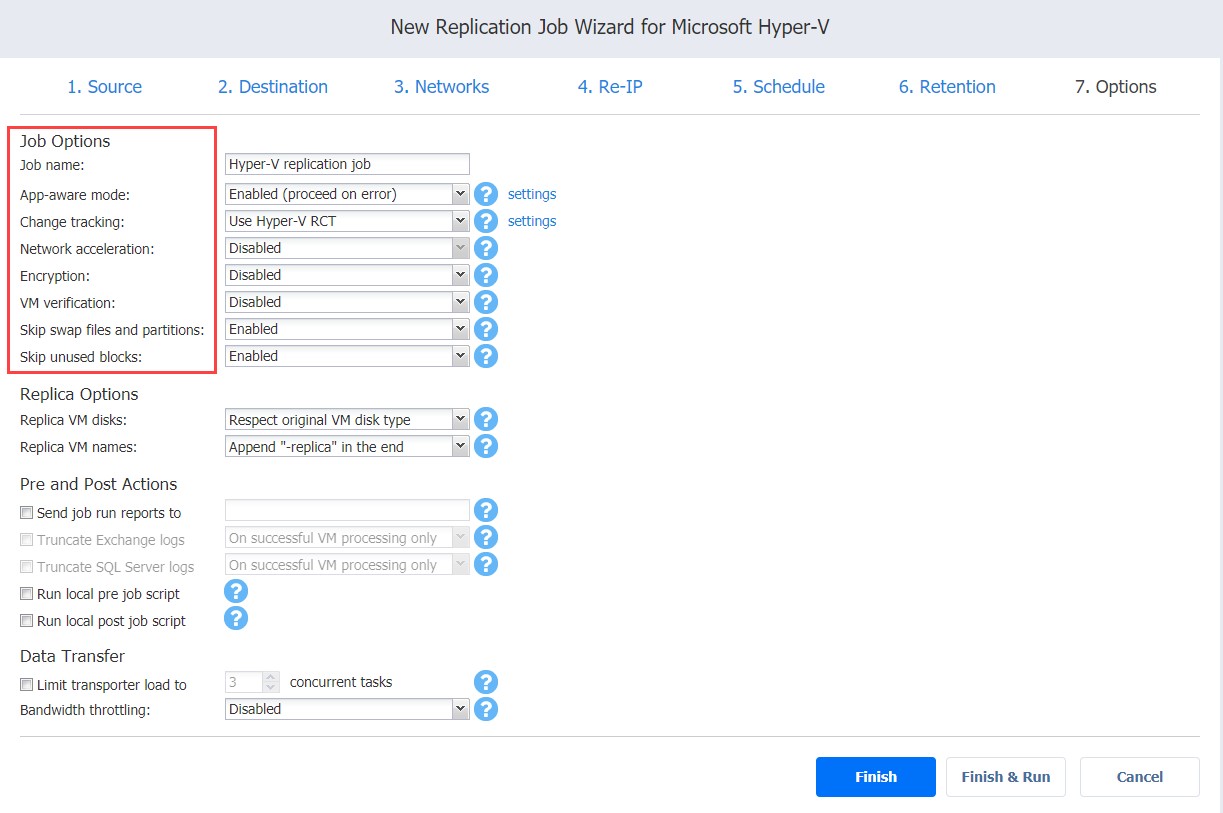 New Replication Job Wizard for Microsoft Hyper-V
1. Source 2. Destination 3. Networks 4. Re-IP 5. Schedule 6. Retention 7. Options
Job Options
Job name: Hyper-V replication job
App-aware mode: Enabled (proceed on error) ? settings
Change tracking: Use Hyper-V RCT ? settings
Network acceleration: Disabled ?
Encryption: Disabled ?
VM verification: Disabled ?
Skip swap files and partitions: Enabled ?
Skip unused blocks: Enabled ?
Replica Options
Replica VM disks: Respect original VM disk type ?
Replica VM names: Append "-replica" in the end ?
Pre and Post Actions
Send job run reports to ?
Truncate Exchange logs On successful VM processing only ?
Truncate SQL Server logs On successful VM processing only ?
Run local pre job script ?
Run local post job script ?
Data Transfer
Limit transporter load to 3 concurrent tasks ?
Bandwidth throttling: Disabled ?
Finish Finish & Run Cancel